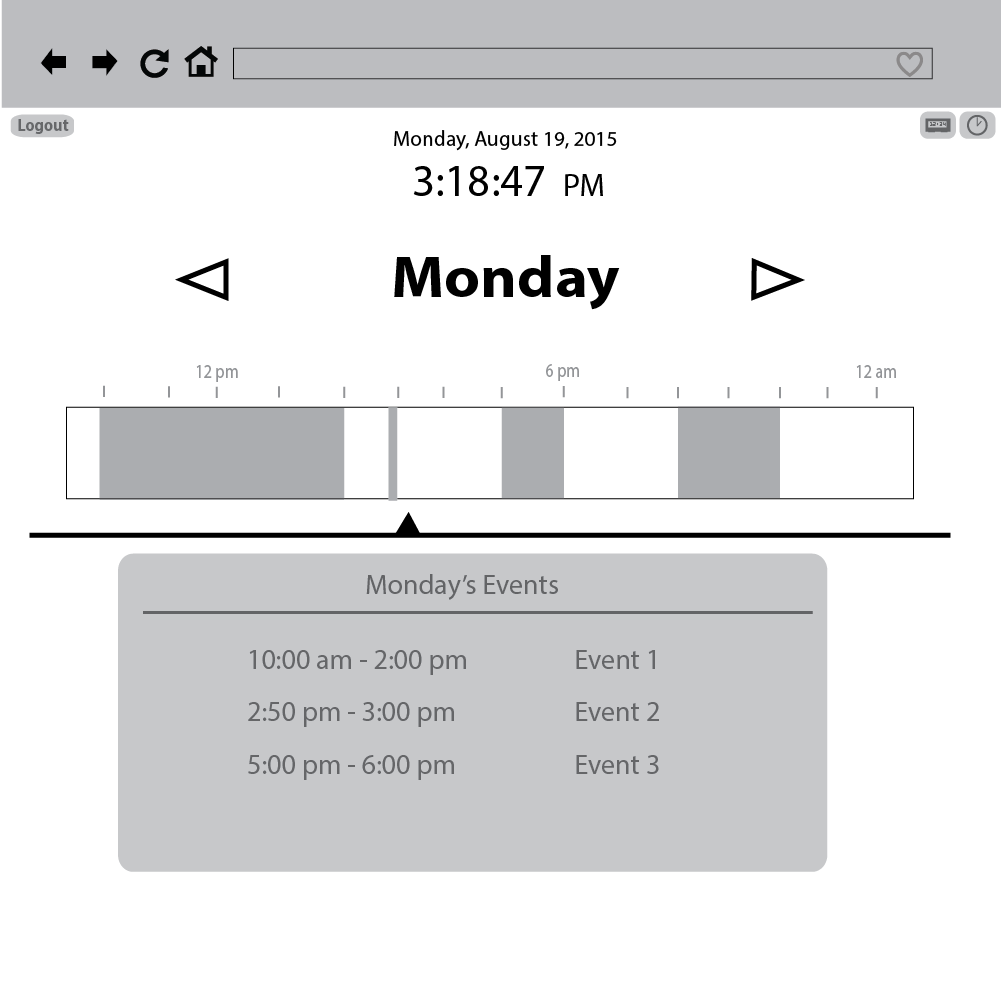 Logout
Monday, August 19, 2015
3:18:47 PM
Monday
12 pm 6 pm 12 am
Monday’s Events
10:00 am - 2:00 pm Event 1
2:50 pm - 3:00 pm Event 2
5:00 pm - 6:00 pm Event 3